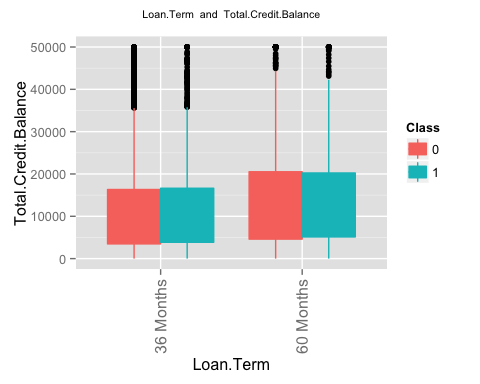 Loan.Term and Total.Credit.Balance
Total.Credit.Balance
50000
40000
30000
20000
10000
0
36 Months
60 Months
Loan.Term
Class
0
1